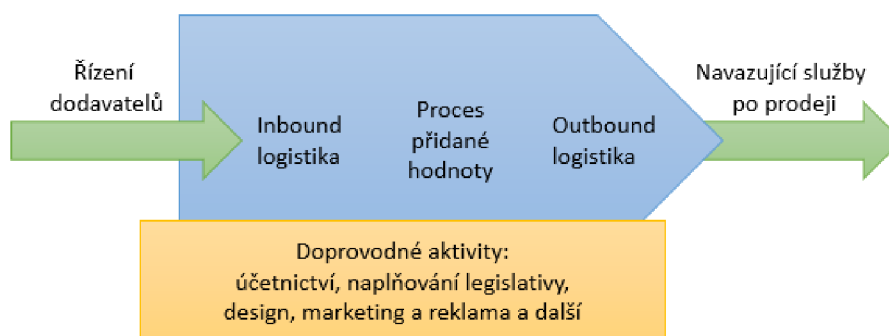 Řízení
dodavatelů
Inbound
logistika
Proces
přidané
hodnoty
Outbound
logistika
Navazující služby
po prodeji
Doprovodné aktivity:
účetnictví, naplňování legislativy,
design, marketing a reklama a další